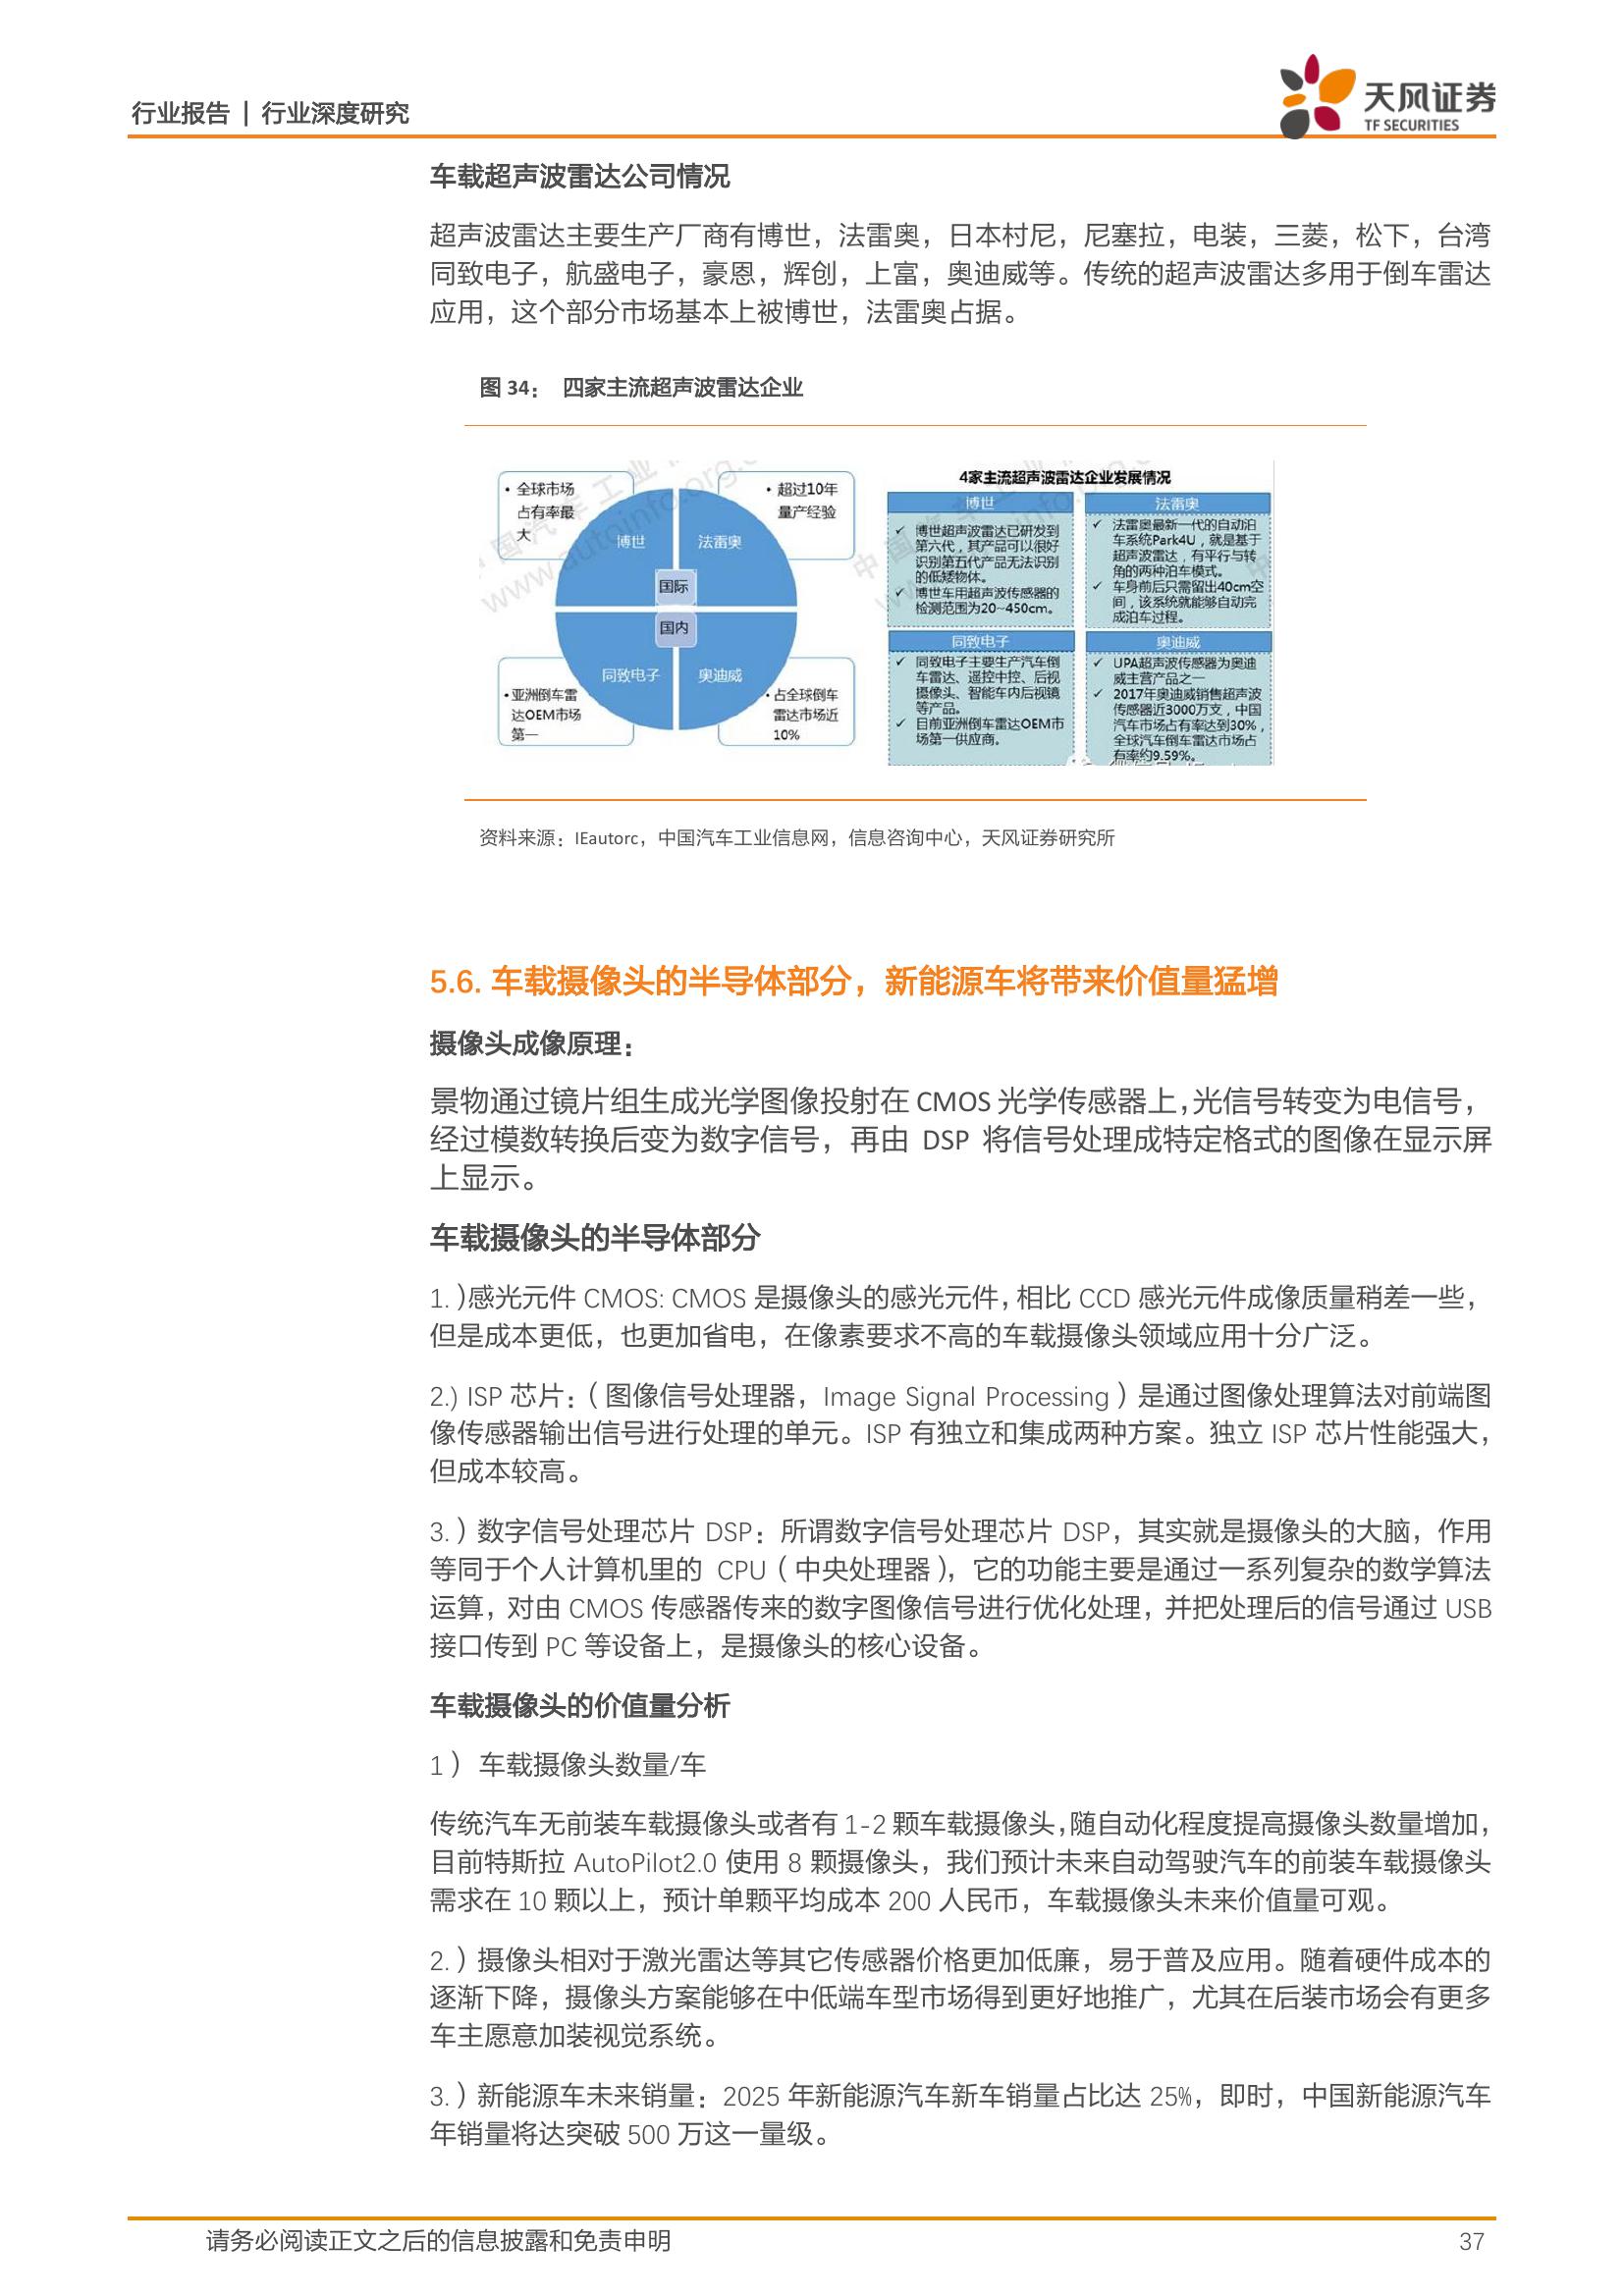 行业报告 | 行业深度研究
天风证券
TF SECURITIES
车载超声波雷达公司情况
超声波雷达主要生产厂商有博世，法雷奥，日本村尼，尼塞拉，电装，三菱，松下，台湾
同致电子，航盛电子，豪恩，辉创，上富，奥迪威等。传统的超声波雷达多用于倒车雷达
应用，这个部分市场基本上被博世，法雷奥占据。
图 34： 四家主流超声波雷达企业
• 全球市场
占有率最
大
• 超过10年
量产经验
博世
法雷奥
国际
国内
同致电子
奥迪威
• 亚洲倒车雷
达OEM市场
第一
• 占全球倒车
雷达市场近
10%
4家主流超声波雷达企业发展情况
博世
✓ 博世超声波雷达已研发到
第六代，其产品可以很好
识别第五代产品无法识别
的低矮物体。
✓ 博世车用超声波传感器的
检测范围为20~450cm。
法雷奥
✓ 法雷奥最新一代的自动泊
车系统Park4U，就是基于
超声波雷达，有平行与转
角的两种泊车模式。
✓ 车身前后只需留出40cm空
间，该系统就能够自动完
成泊车过程。
同致电子
✓ 同致电子主要生产汽车倒
车雷达、遥控中控、后视
摄像头、智能车内后视镜
等产品。
✓ 目前亚洲倒车雷达OEM市
场第一供应商。
奥迪威
✓ UPA超声波传感器为奥迪
威主营产品之一
✓ 2017年奥迪威销售超声波
传感器近3000万支，中国
汽车市场占有率达到30%，
全球汽车倒车雷达市场占
有率约9.59%。
资料来源：IEautorc，中国汽车工业信息网，信息咨询中心，天风证券研究所
5.6. 车载摄像头的半导体部分，新能源车将带来价值量猛增
摄像头成像原理：
景物通过镜片组生成光学图像投射在 CMOS 光学传感器上，光信号转变为电信号，
经过模数转换后变为数字信号，再由 DSP 将信号处理成特定格式的图像在显示屏
上显示。
车载摄像头的半导体部分
1. ）感光元件 CMOS: CMOS 是摄像头的感光元件，相比 CCD 感光元件成像质量稍差一些，
但是成本更低，也更加省电，在像素要求不高的车载摄像头领域应用十分广泛。
2.) ISP 芯片：（图像信号处理器，Image Signal Processing）是通过图像处理算法对前端图
像传感器输出信号进行处理的单元。ISP 有独立和集成两种方案。独立 ISP 芯片性能强大，
但成本较高。
3. ）数字信号处理芯片 DSP：所谓数字信号处理芯片 DSP，其实就是摄像头的大脑，作用
等同于个人计算机里的 CPU（中央处理器），它的功能主要是通过一系列复杂的数学算法
运算，对由 CMOS 传感器传来的数字图像信号进行优化处理，并把处理后的信号通过 USB
接口传到 PC 等设备上，是摄像头的核心设备。
车载摄像头的价值量分析
1） 车载摄像头数量/车
传统汽车无前装车载摄像头或者有 1-2 颗车载摄像头，随自动化程度提高摄像头数量增加，
目前特斯拉 AutoPilot2.0 使用 8 颗摄像头，我们预计未来自动驾驶汽车的前装车载摄像头
需求在 10 颗以上，预计单颗平均成本 200 人民币，车载摄像头未来价值量可观。
2. ）摄像头相对于激光雷达等其它传感器价格更加低廉，易于普及应用。随着硬件成本的
逐渐下降，摄像头方案能够在中低端车型市场得到更好地推广，尤其在后装市场会有更多
车主愿意加装视觉系统。
3. ）新能源车未来销量：2025 年新能源汽车新车销量占比达 25%，即时，中国新能源汽车
年销量将达突破 500 万这一量级。
请务必阅读正文之后的信息披露和免责申明
37